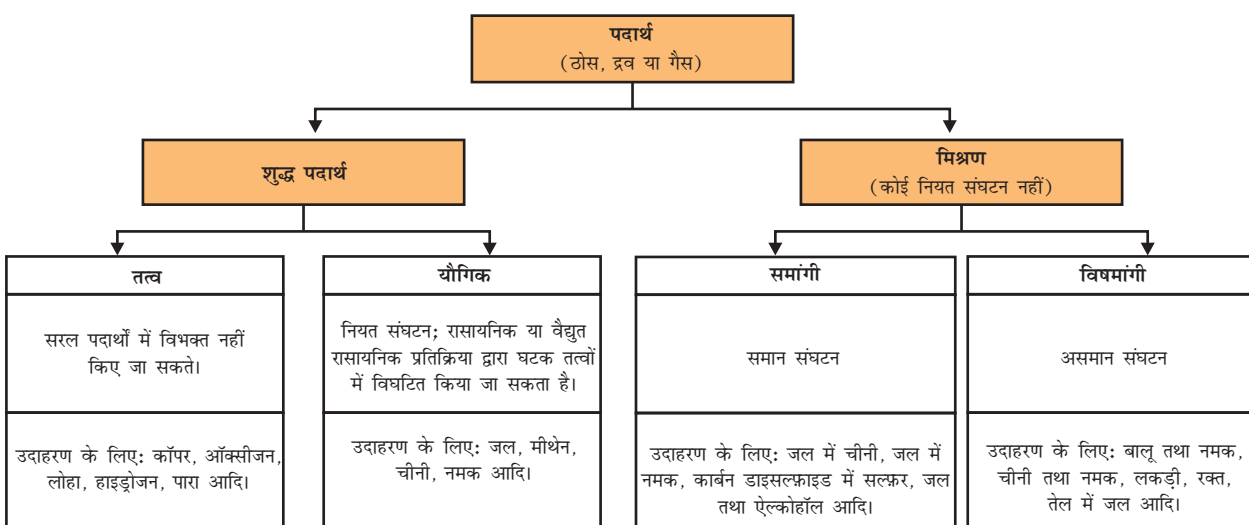 पदार्थ
(ठोस, द्रव या गैस)
शुद्ध पदार्थ
मिश्रण
(कोई नियत संघटन नहीं)
तत्व
सरल पदार्थों में विभक्त नहीं
किए जा सकते।
उदाहरण के लिए: कॉपर, ऑक्सीजन,
लोहा, हाइड्रोजन, पारा आदि।
यौगिक
नियत संघटन; रासायनिक या वैद्युत
रासायनिक प्रतिक्रिया द्वारा घटक तत्वों
में विघटित किया जा सकता है।
उदाहरण के लिए: जल, मीथेन,
चीनी, नमक आदि।
समांगी
समान संघटन
उदाहरण के लिए: जल में चीनी, जल में
नमक, कार्बन डाइसल्फ़ाइड में सल्फ़र, जल
तथा ऐल्कोहॉल आदि।
विषमांगी
असमान संघटन
उदाहरण के लिए: बालू तथा नमक,
चीनी तथा नमक, लकड़ी, रक्त,
तेल में जल आदि।